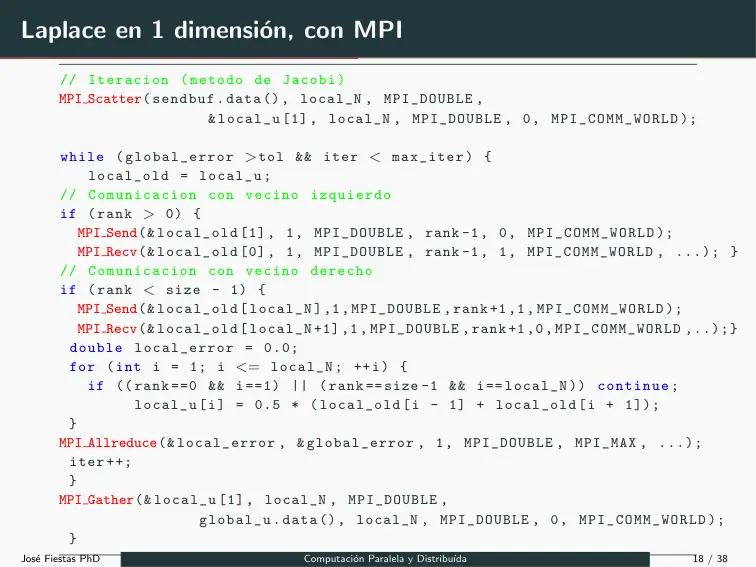 Laplace en 1 dimensión, con MPI
// Iteracion (metodo de Jacobi)
MPI_Scatter(sendbuf.data(), local_N, MPI_DOUBLE,
&local_u[1], local_N, MPI_DOUBLE, 0, MPI_COMM_WORLD);
while (global_error >tol && iter < max_iter) {
local_old = local_u;
// Comunicacion con vecino izquierdo
if (rank > 0) {
MPI_Send(&local_old[1], 1, MPI_DOUBLE, rank-1, 0, MPI_COMM_WORLD);
MPI_Recv(&local_old[0], 1, MPI_DOUBLE, rank-1, 1, MPI_COMM_WORLD, ...); }
// Comunicacion con vecino derecho
if (rank < size - 1) {
MPI_Send(&local_old[local_N],1,MPI_DOUBLE,rank+1,1,MPI_COMM_WORLD);
MPI_Recv(&local_old[local_N+1],1,MPI_DOUBLE,rank+1,0,MPI_COMM_WORLD,..);}
double local_error = 0.0;
for (int i = 1; i <= local_N; ++i) {
if ((rank==0 && i==1) || (rank==size-1 && i==local_N)) continue;
local_u[i] = 0.5 * (local_old[i - 1] + local_old[i + 1]);
}
MPI_Allreduce(&local_error, &global_error, 1, MPI_DOUBLE, MPI_MAX, ...);
iter++;
}
MPI_Gather(&local_u[1], local_N, MPI_DOUBLE,
global_u.data(), local_N, MPI_DOUBLE, 0, MPI_COMM_WORLD);
}
José Fiestas PhD
Computación Paralela y Distribuída
18 / 38